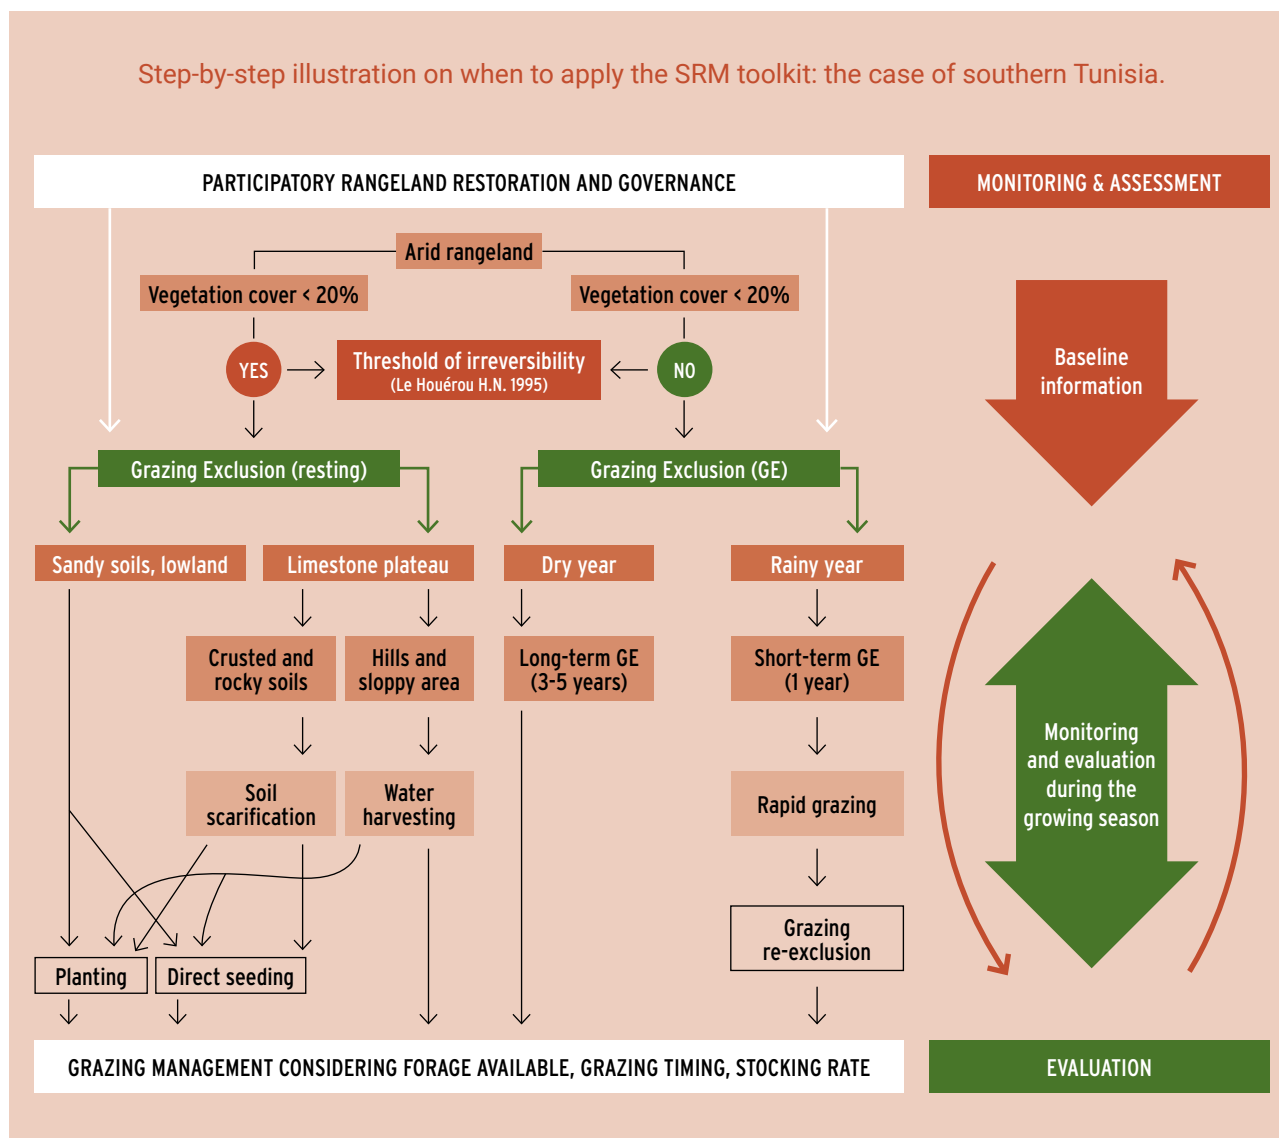 Step-by-step illustration on when to apply the SRM toolkit: the case of southern Tunisia.
PARTICIPATORY RANGELAND RESTORATION AND GOVERNANCE
MONITORING & ASSESSMENT
Arid rangeland
Vegetation cover < 20%
Vegetation cover < 20%
YES
Threshold of irreversibility
(Le Houérou H.N. 1995)
NO
Baseline
information
Grazing Exclusion (resting)
Grazing Exclusion (GE)
Sandy soils, lowland
Limestone plateau
Dry year
Rainy year
Crusted and
rocky soils
Hills and
sloppy area
Long-term GE
(3-5 years)
Short-term GE
(1 year)
Monitoring
and evaluation
during the
growing season
Soil
scarification
Water
harvesting
Rapid grazing
Grazing
re-exclusion
Planting
Direct seeding
GRAZING MANAGEMENT CONSIDERING FORAGE AVAILABLE, GRAZING TIMING, STOCKING RATE
EVALUATION